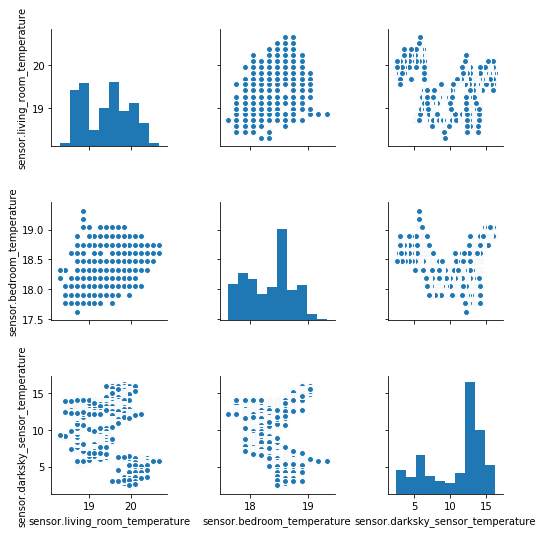 sensor.living_room_temperature
20
19
sensor.bedroom_temperature
19.0
18.5
18.0
17.5
sensor.darksky_sensor_temperature
15
10
5
19 20
18 19
5 10 15
sensor.living_room_temperature
sensor.bedroom_temperature
sensor.darksky_sensor_temperature